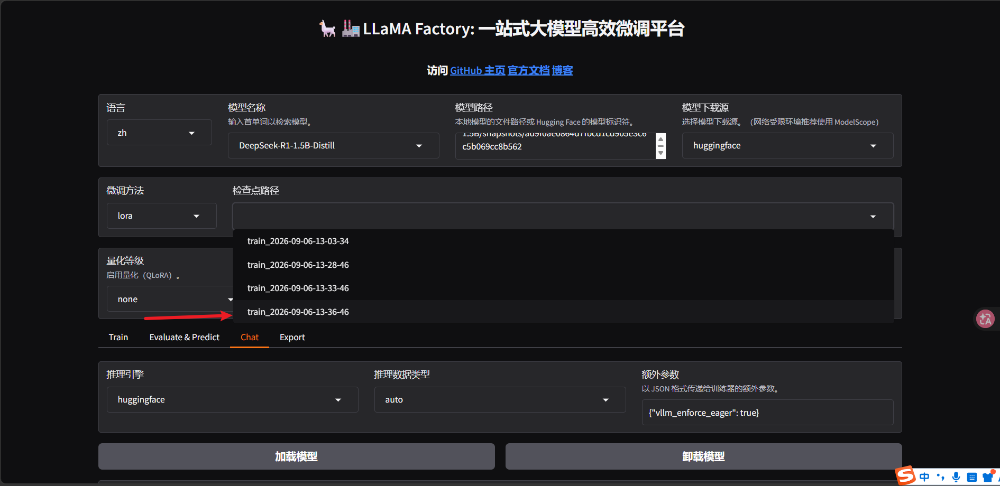 LLaMA Factory: 一站式大模型高效微调平台
访问 GitHub 主页 官方文档 博客
语言
zh
模型名称
输入首单词以检索模型。
DeepSeek-R1-1.5B-Distill
模型路径
本地模型的文件路径或 Hugging Face 的模型标识符。
1.5B/snapshots/ad9f0ae0864d7fbcd1cd905e3c6
c5b069cc8b562
模型下载源
选择模型下载源。（网络受限环境推荐使用 ModelScope）
huggingface
微调方法
lora
检查点路径
train_2026-09-06-13-03-34
train_2026-09-06-13-28-46
train_2026-09-06-13-33-46
train_2026-09-06-13-36-46
量化等级
启用量化（QLoRA）。
none
Train
Evaluate & Predict
Chat
Export
推理引擎
huggingface
推理数据类型
auto
额外参数
以 JSON 格式传递给训练器的额外参数。
{"vllm_enforce_eager": true}
加载模型
卸载模型
中